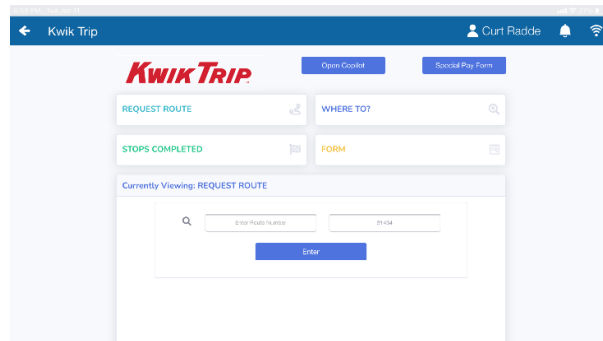 Kwik Trip
Curt Radde
KWIK TRIP
Open Copilot
Special Pay Form
REQUEST ROUTE
WHERE TO?
STOPS COMPLETED
FORM
Currently Viewing: REQUEST ROUTE
Enter Route Number
Enter